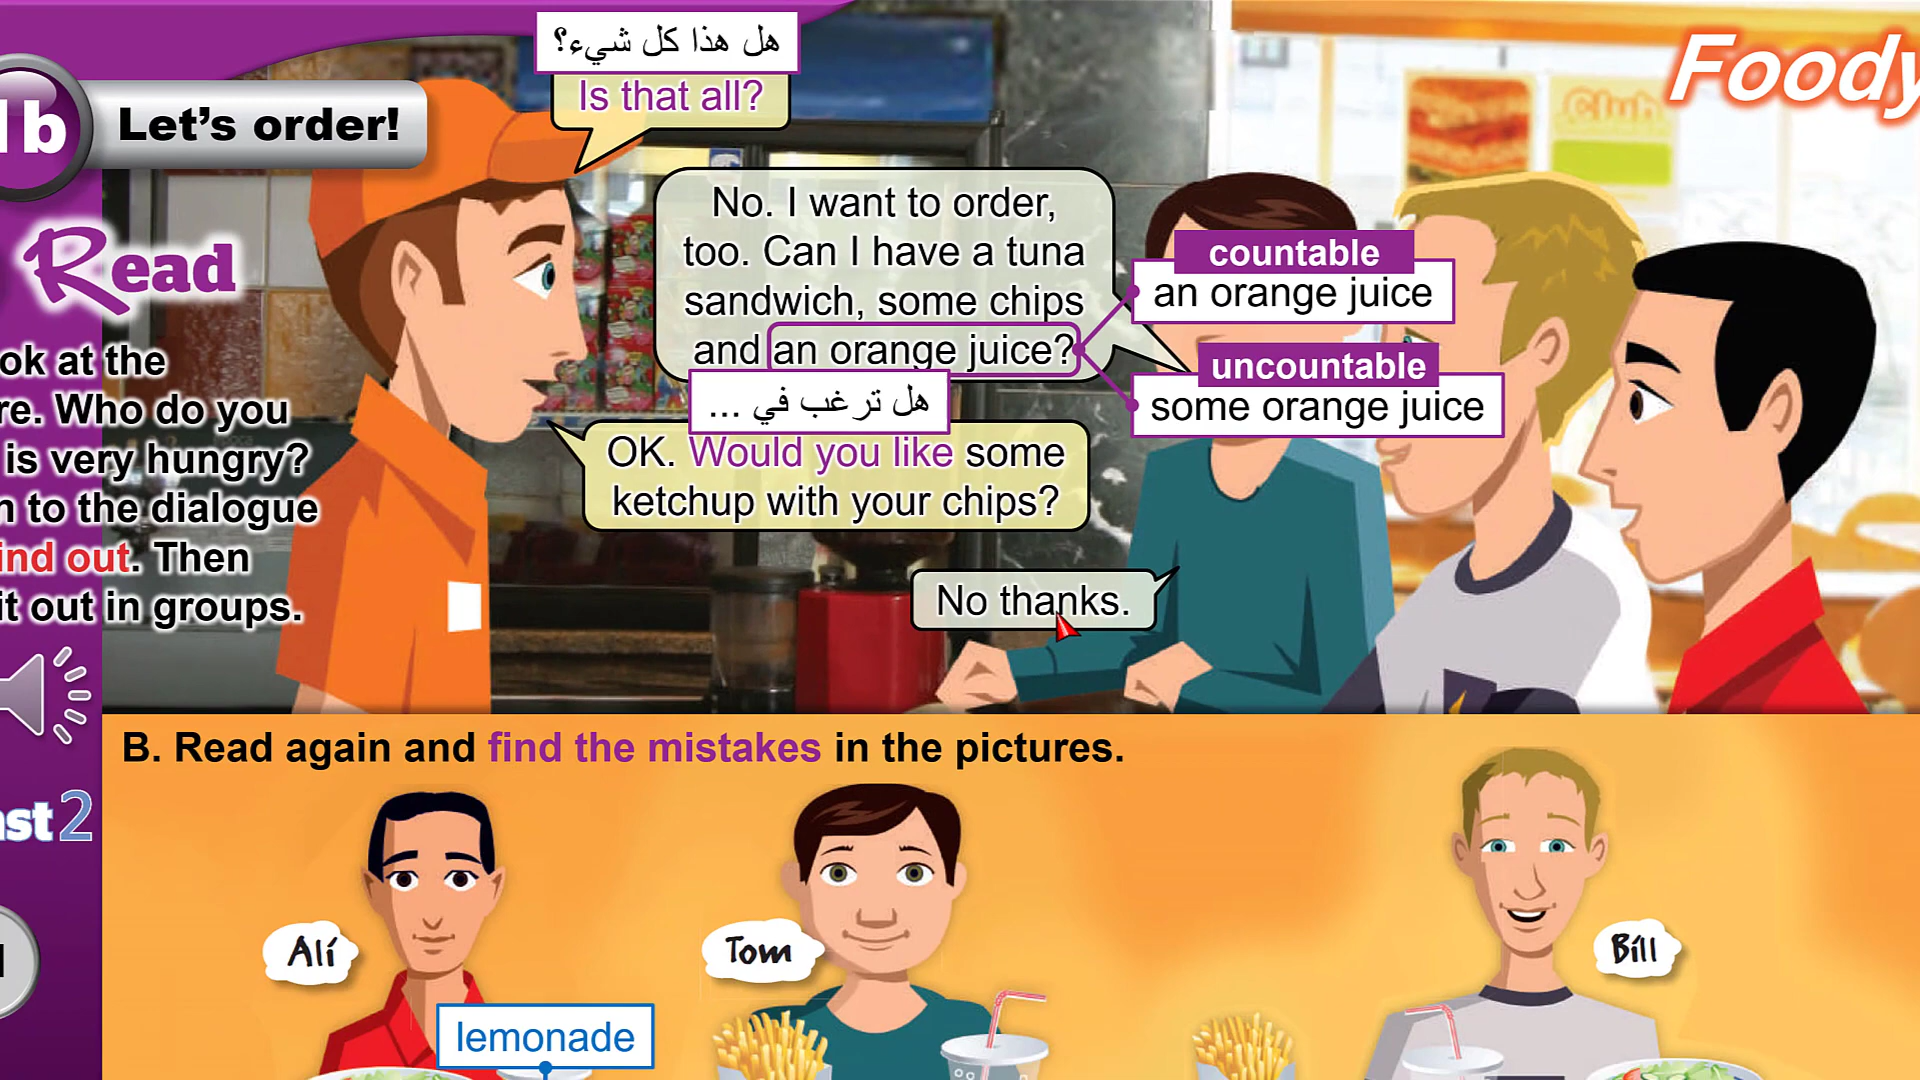 هل هذا كل شيء؟
Is that all?
Foody
1b
Let's order!
No. I want to order,
too. Can I have a tuna
sandwich, some chips
and an orange juice?
countable
an orange juice
uncountable
some orange juice
Read
ok at the
re. Who do you
is very hungry?
n to the dialogue
ind out. Then
it out in groups.
هل ترغب في ...
OK. Would you like some
ketchup with your chips?
No thanks.
B. Read again and find the mistakes in the pictures.
ast 2
Ali
Tom
Bill
lemonade
Club